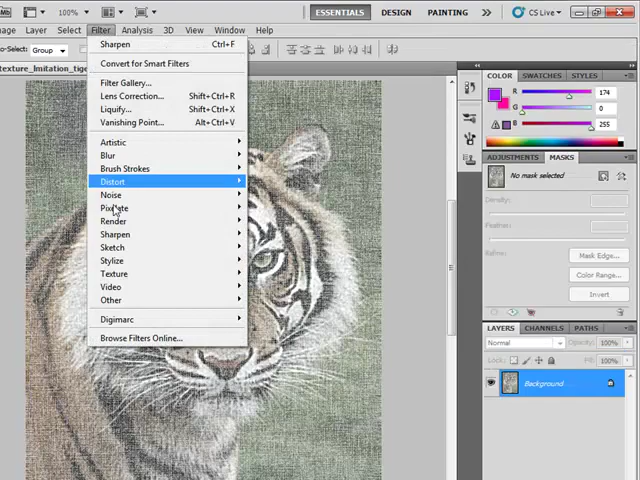 Mb 100% ESSENTIALS DESIGN PAINTING CS Live
age Layer Select Filter Analysis 3D View Window Help
to-Select: Group
Sharpen Ctrl+F
Convert for Smart Filters
Filter Gallery...
Lens Correction... Shift+Ctrl+R
Liquify... Shift+Ctrl+X
Vanishing Point... Alt+Ctrl+V
Artistic
Blur
Brush Strokes
Distort
Noise
Pixelate
Render
Sharpen
Sketch
Stylize
Texture
Video
Other
Digimarc
Browse Filters Online...
texture_Imitation_tige
COLOR SWATCHES STYLES
R 174
G 0
B 255
ADJUSTMENTS MASKS
No mask selected
Density:
Feather:
Refine: Mask Edge...
Color Range...
Invert
LAYERS CHANNELS PATHS
Normal Opacity: 100%
Lock: Fill: 100%
Background